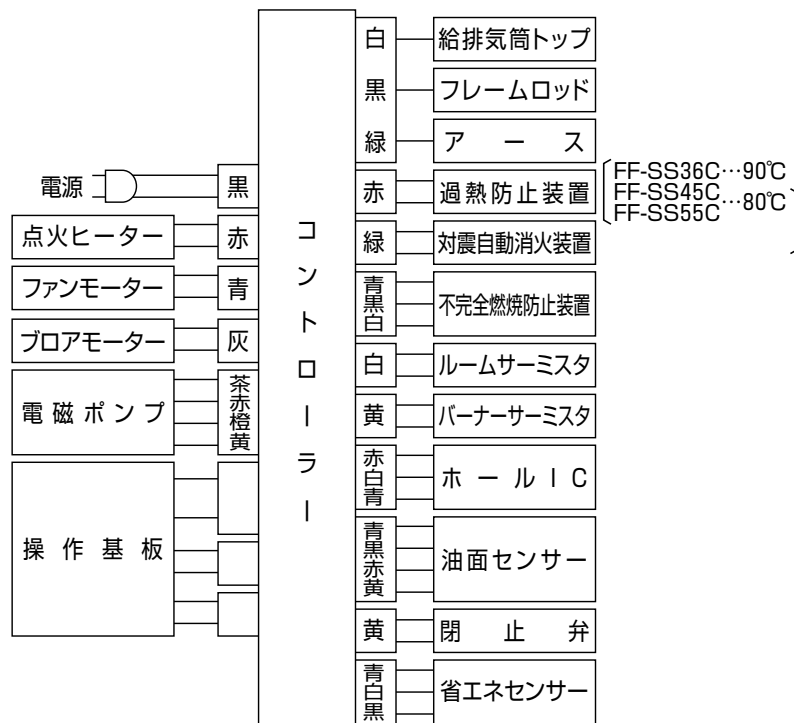 電源
黒
点火ヒーター
赤
ファンモーター
青
ブロアモーター
灰
電磁ポンプ
茶
赤
橙
黄
操作基板
コントローラー
白
給排気筒トップ
黒
フレームロッド
緑
アース
赤
過熱防止装置
FF-SS36C…90℃
FF-SS45C
FF-SS55C
…80℃
緑
対震自動消火装置
青
黒
白
不完全燃焼防止装置
白
ルームサーミスタ
黄
バーナーサーミスタ
赤
白
青
ホールIC
青
黒
赤
黄
油面センサー
黄
閉止弁
青
白
黒
省エネセンサー